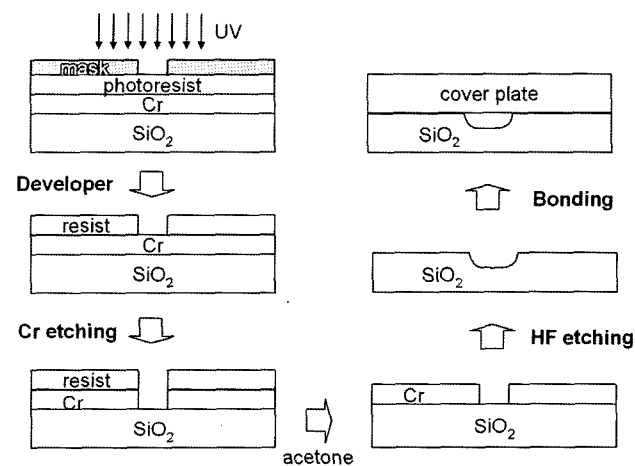 UV
mask
photoresist
Cr
SiO2
Developer
resist
Cr
SiO2
Cr etching
resist
Cr
SiO2
acetone
Cr
SiO2
HF etching
SiO2
Bonding
cover plate
SiO2